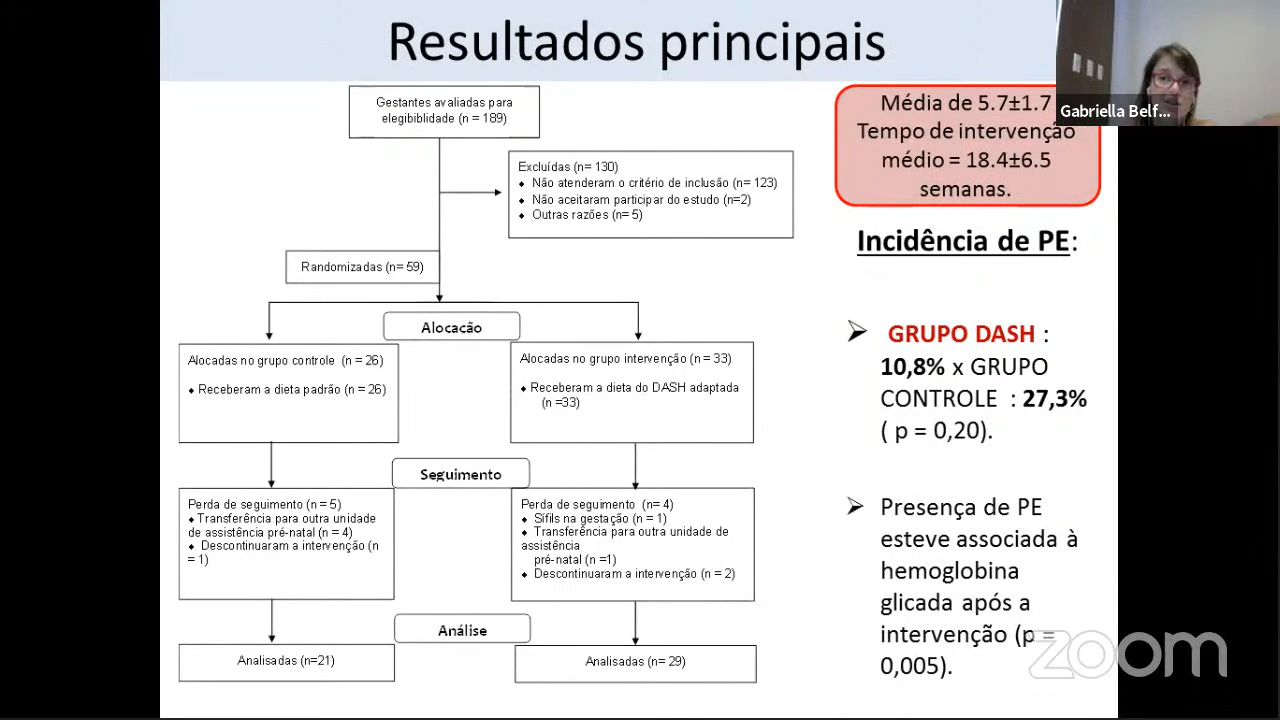 Resultados principais
Gestantes avaliadas para
elegibiblidade (n = 189)
Excluídas (n= 130)
♦ Não atenderam o critério de inclusão (n= 123)
♦ Não aceitaram participar do estudo (n=2)
♦ Outras razões (n= 5)
Randomizadas (n= 59)
Alocacão
Alocadas no grupo controle (n = 26)
♦ Receberam a dieta padrão (n = 26)
Alocadas no grupo intervenção (n = 33)
♦ Receberam a dieta do DASH adaptada
(n =33)
Seguimento
Perda de seguimento (n = 5)
♦ Transferência para outra unidade
de assistência pré-natal (n = 4)
♦ Descontinuaram a intervenção (n
= 1)
Perda de seguimento (n= 4)
♦ Sífils na gestação (n = 1)
♦ Transferência para outra unidade de
assistência
pré-natal (n =1)
♦ Descontinuaram a intervenção (n = 2)
Análise
Analisadas (n=21)
Analisadas (n= 29)
Média de 5.7±1.7
Tempo de intervenção
médio = 18.4±6.5
semanas.
Gabriella Belf...
Incidência de PE:
➢ GRUPO DASH :
10,8% x GRUPO
CONTROLE : 27,3%
( p = 0,20).
➢ Presença de PE
esteve associada à
hemoglobina
glicada após a
intervenção (p =
0,005).
zoom